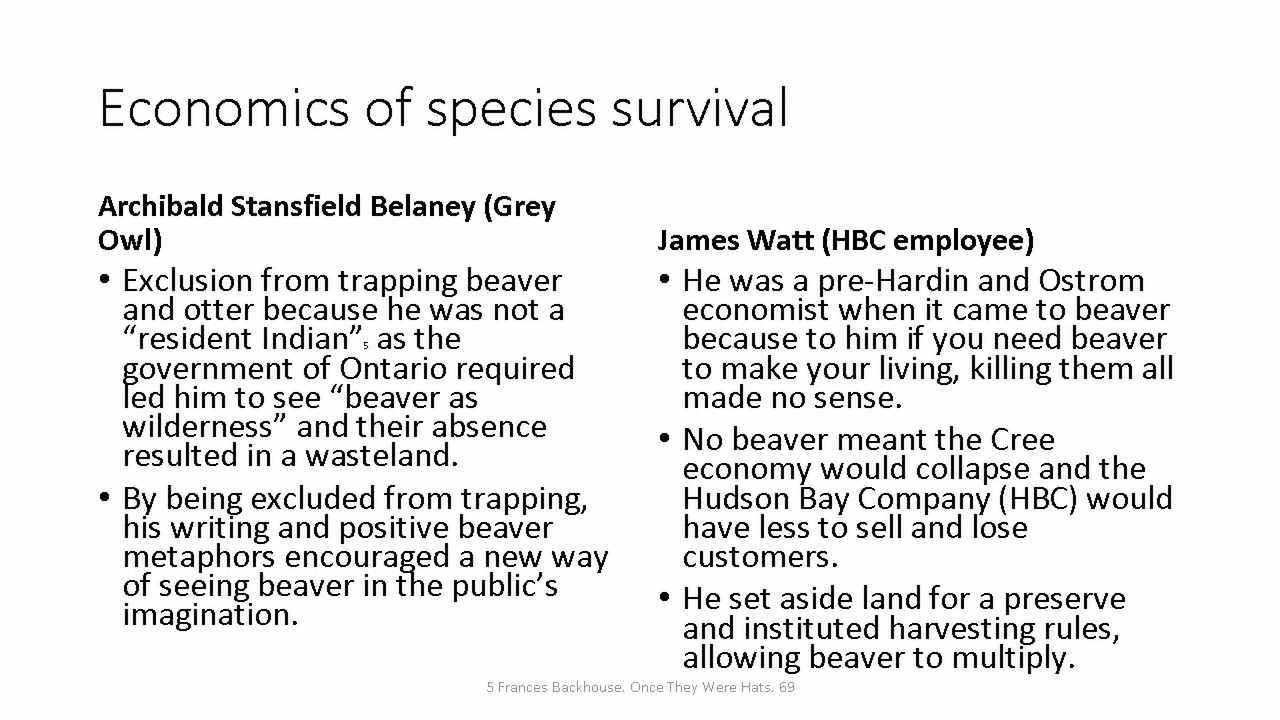 Economics of species survival
Archibald Stansfield Belaney (Grey
Owl)
• Exclusion from trapping beaver
and otter because he was not a
“resident Indian”5 as the
government of Ontario required
led him to see “beaver as
wilderness” and their absence
resulted in a wasteland.
• By being excluded from trapping,
his writing and positive beaver
metaphors encouraged a new way
of seeing beaver in the public’s
imagination.
James Watt (HBC employee)
• He was a pre-Hardin and Ostrom
economist when it came to beaver
because to him if you need beaver
to make your living, killing them all
made no sense.
• No beaver meant the Cree
economy would collapse and the
Hudson Bay Company (HBC) would
have less to sell and lose
customers.
• He set aside land for a preserve
and instituted harvesting rules,
allowing beaver to multiply.
5 Frances Backhouse. Once They Were Hats. 69